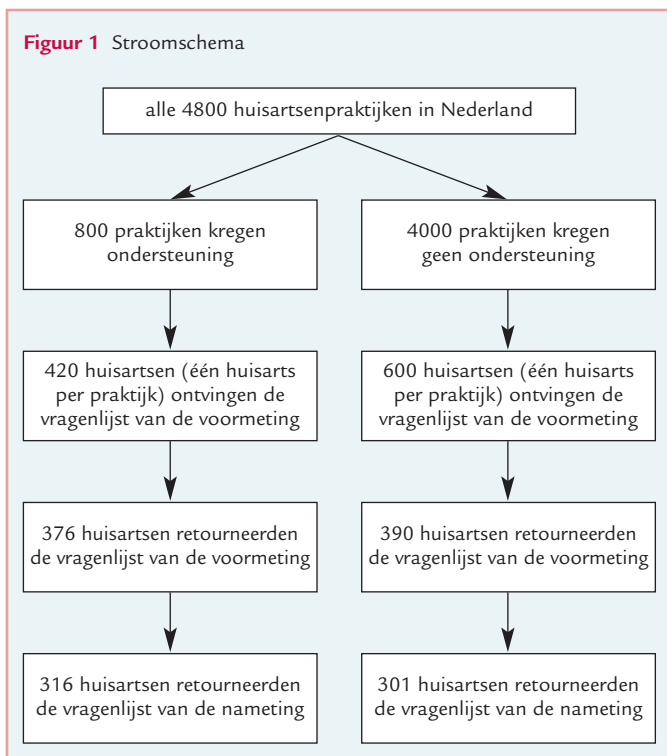 Figuur 1 Stroomschema
alle 4800 huisartsenpraktijken in Nederland
800 praktijken kregen
ondersteuning
4000 praktijken kregen
geen ondersteuning
420 huisartsen (één huisarts
per praktijk) ontvingen de
vragenlijst van de voormeting
600 huisartsen (één huisarts
per praktijk) ontvingen de
vragenlijst van de voormeting
376 huisartsen retourneerden
de vragenlijst van de voormeting
390 huisartsen retourneerden
de vragenlijst van de voormeting
316 huisartsen retourneerden
de vragenlijst van de nameting
301 huisartsen retourneerden
de vragenlijst van de nameting